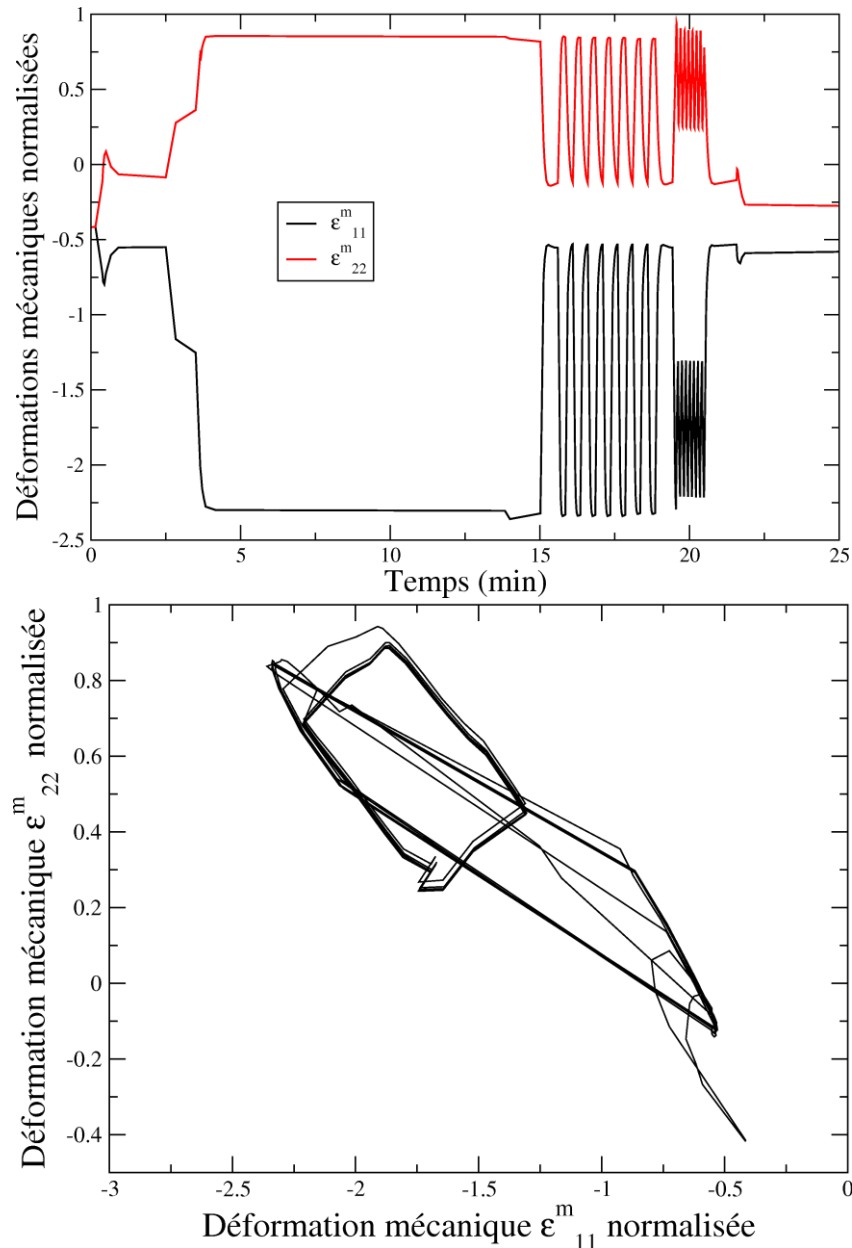 Déformations mécaniques normalisées
1
0.5
0
-0.5
-1
-1.5
-2
-2.5
ε^m_11
ε^m_22
0 5 10 15 20 25
Temps (min)
Déformation mécanique ε^m_22 normalisée
1
0.8
0.6
0.4
0.2
0
-0.2
-0.4
-3 -2.5 -2 -1.5 -1 -0.5 0
Déformation mécanique ε^m_11 normalisée